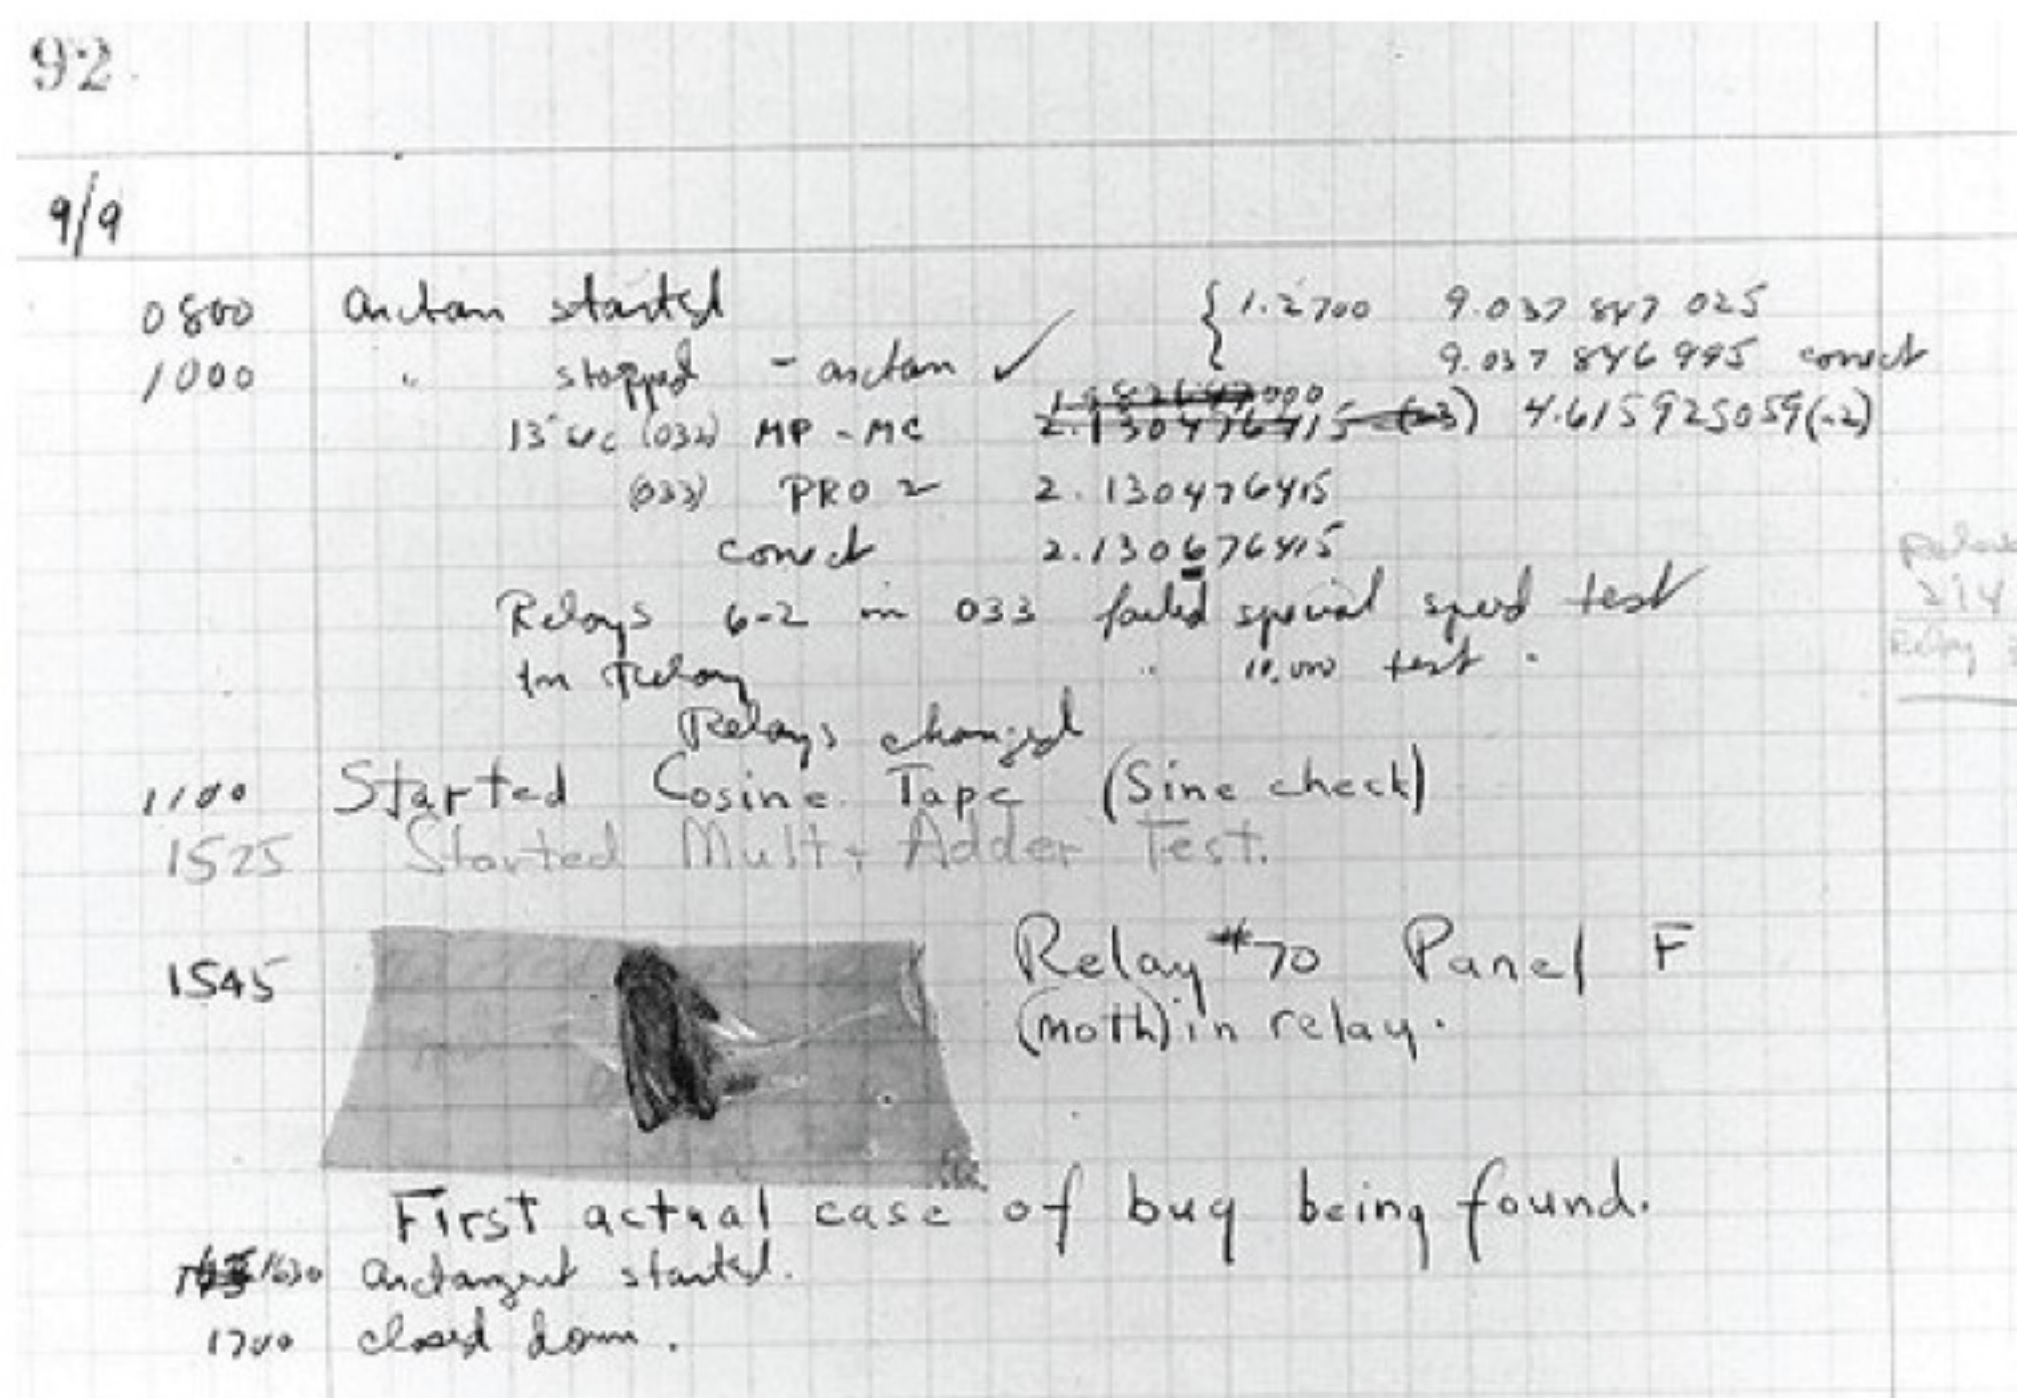 92
9/9
0800 arctan started { 1.2700 9.037 847 025
1000 " stopped - arctan ✓ 9.037 846 995 correct
000
13 (032) MP - MC 2.130476415 4.615925059(-2)
(033) PRO 2 2.130476415
correct 2.130676415
Relays 6-2 in 033 failed special speed test
Relay " 10,000 test.
Relays changed
1100 Started Cosine Tape (Sine check)
1525 Started Mult+Adder Test.
1545 Relay #70 Panel F
(moth) in relay.
First actual case of bug being found.
1630 arctangent started.
1700 closed down.
Relay
Relay